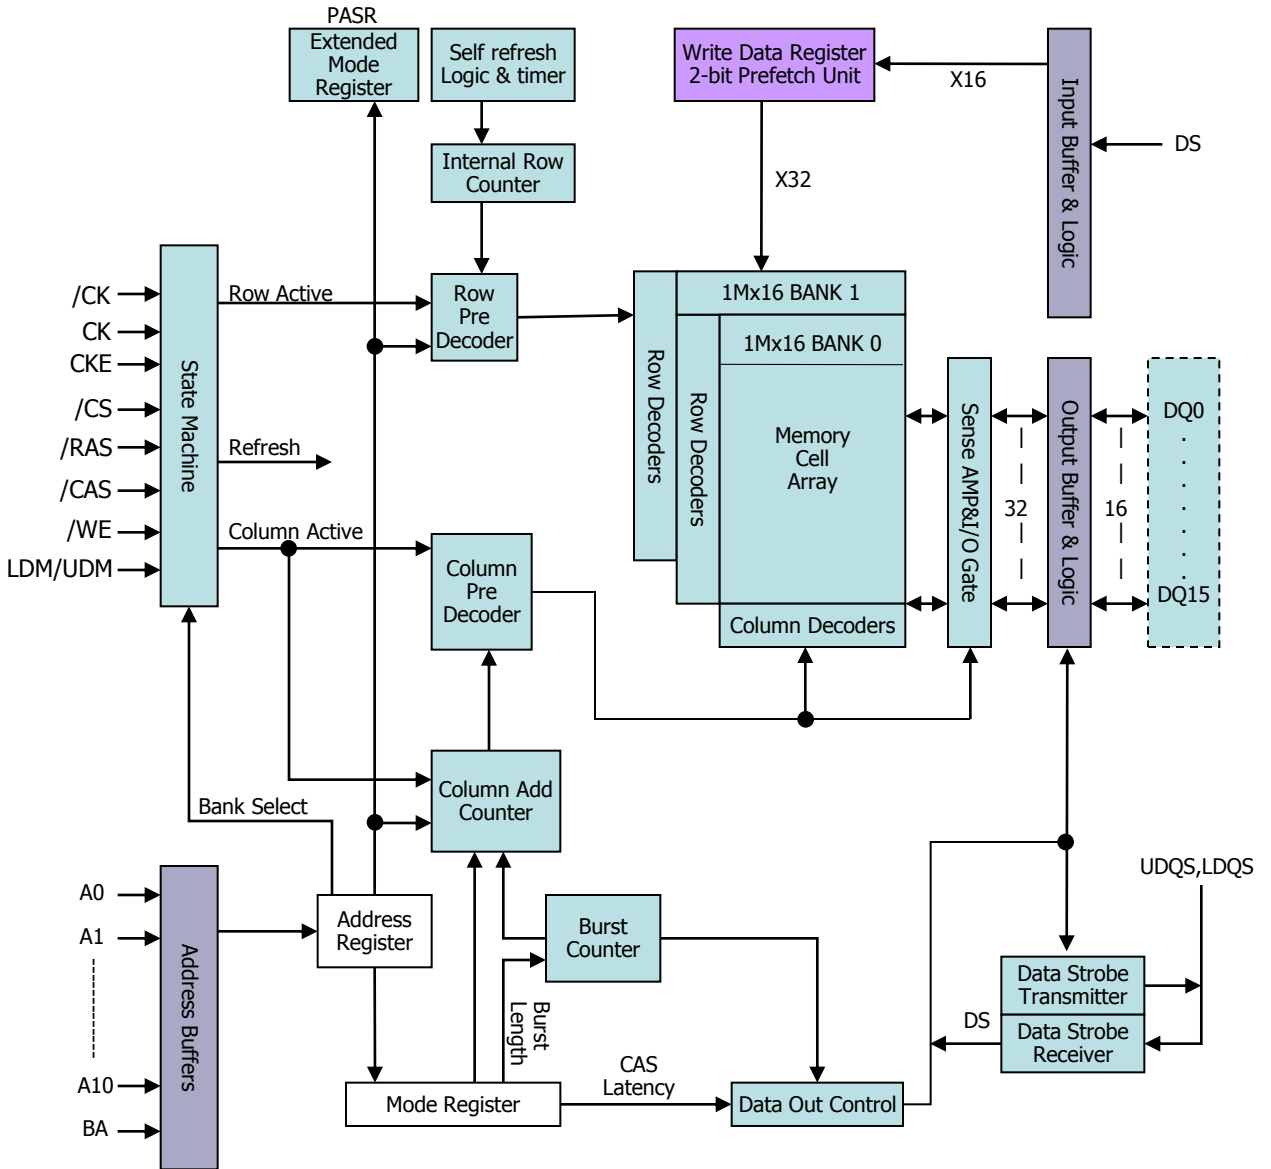 PASR
Extended
Mode
Register
Self refresh
Logic & timer
Write Data Register
2-bit Prefetch Unit
X16
Input Buffer & Logic
DS
Internal Row
Counter
X32
/CK
CK
CKE
/CS
/RAS
/CAS
/WE
LDM/UDM
State Machine
Row Active
Refresh
Column Active
Row
Pre
Decoder
Row Decoders
Row Decoders
1Mx16 BANK 1
1Mx16 BANK 0
Memory
Cell
Array
Column Decoders
Sense AMP&I/O Gate
32
Output Buffer & Logic
16
DQ0
.
.
.
.
.
.
DQ15
Column
Pre
Decoder
Column Add
Counter
Bank Select
A0
A1
A10
BA
Address Buffers
Address
Register
Burst
Counter
Burst
Length
Mode Register
CAS
Latency
Data Out Control
UDQS,LDQS
Data Strobe
Transmitter
DS
Data Strobe
Receiver